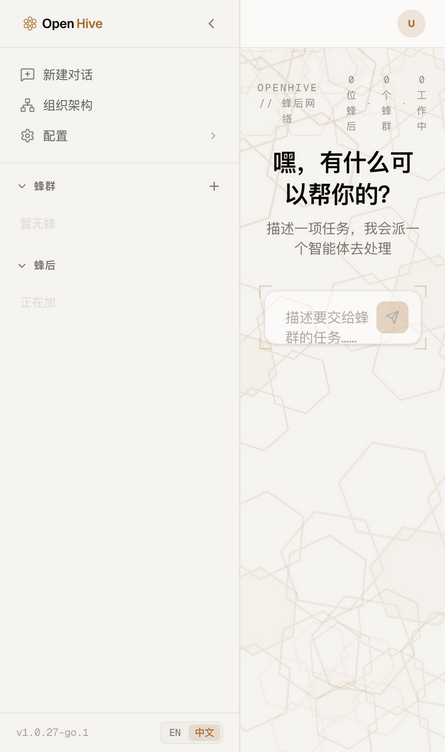 Open Hive
新建对话
组织架构
配置
蜂群
暂无蜂
蜂后
正在加
v1.0.27-go.1
EN 中文
U
OPENHIVE
// 蜂后网
络
0
位
蜂
后
·
0
个
蜂
群
·
0
工
作
中
嘿，有什么可
以帮你的？
描述一项任务，我会派一
个智能体去处理
描述要交给蜂
群的任务……